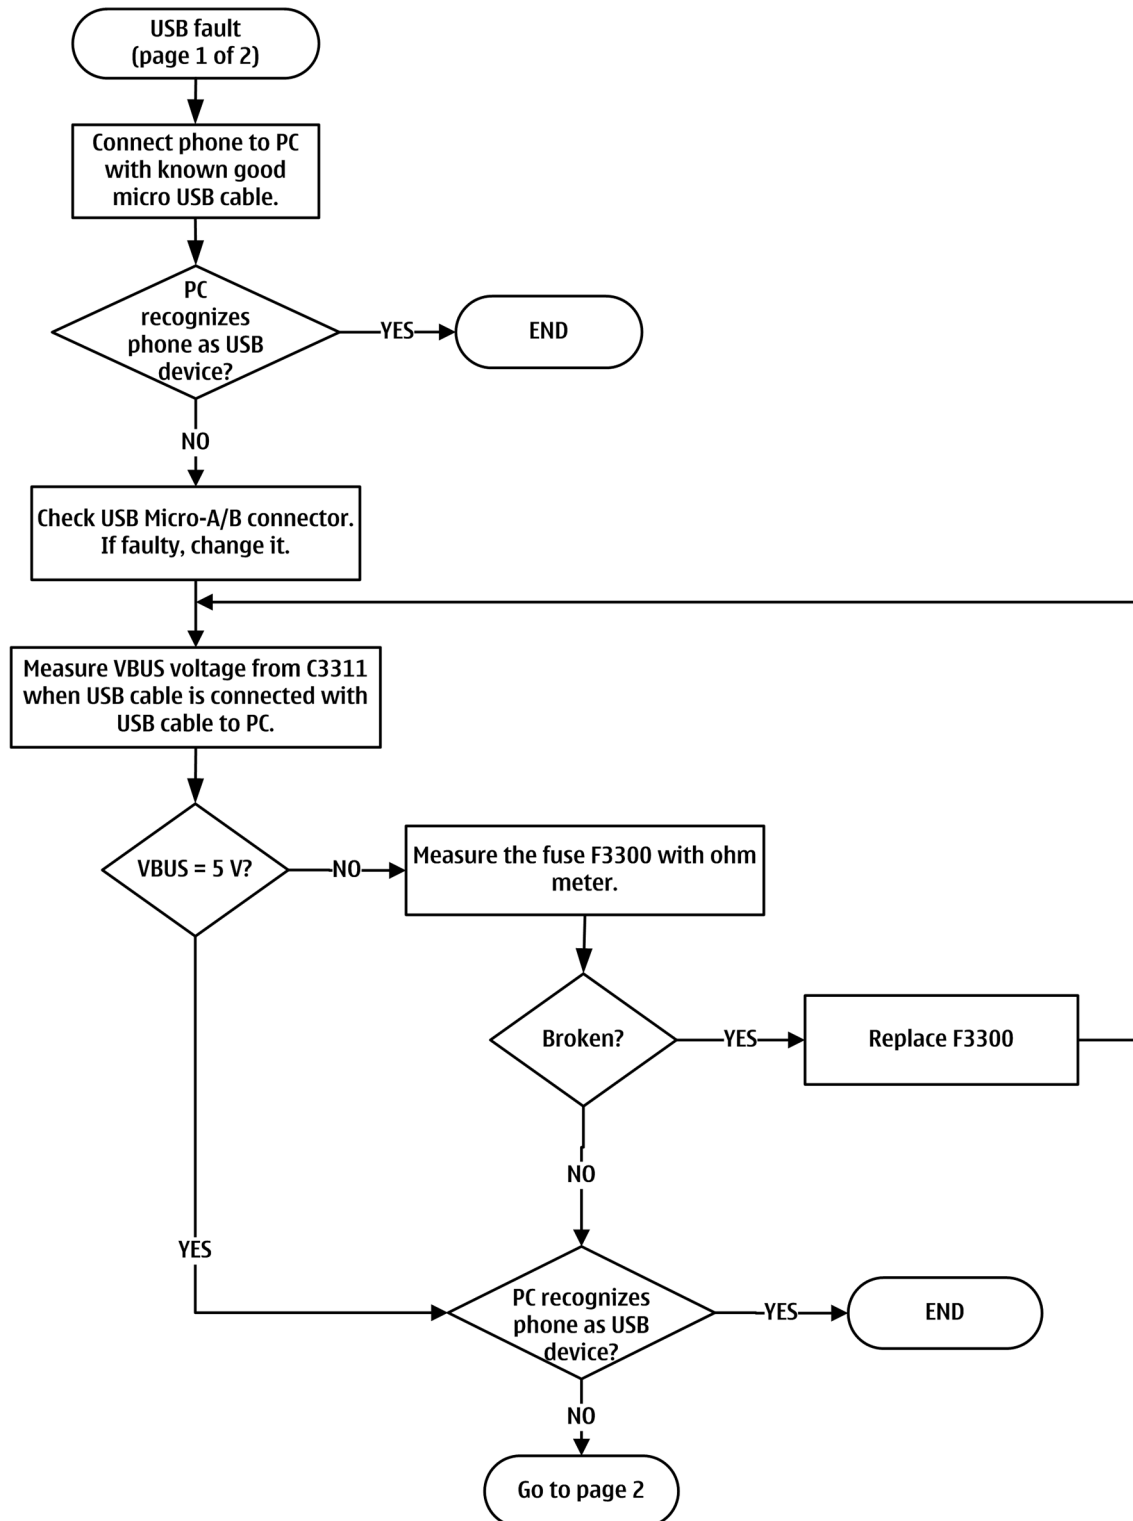 USB fault
(page 1 of 2)
Connect phone to PC
with known good
micro USB cable.
PC
recognizes
phone as USB
device?
YES
END
NO
Check USB Micro-A/B connector.
If faulty, change it.
Measure VBUS voltage from C3311
when USB cable is connected with
USB cable to PC.
VBUS = 5 V?
NO
Measure the fuse F3300 with ohm
meter.
Broken?
YES
Replace F3300
NO
YES
PC recognizes
phone as USB
device?
YES
END
NO
Go to page 2